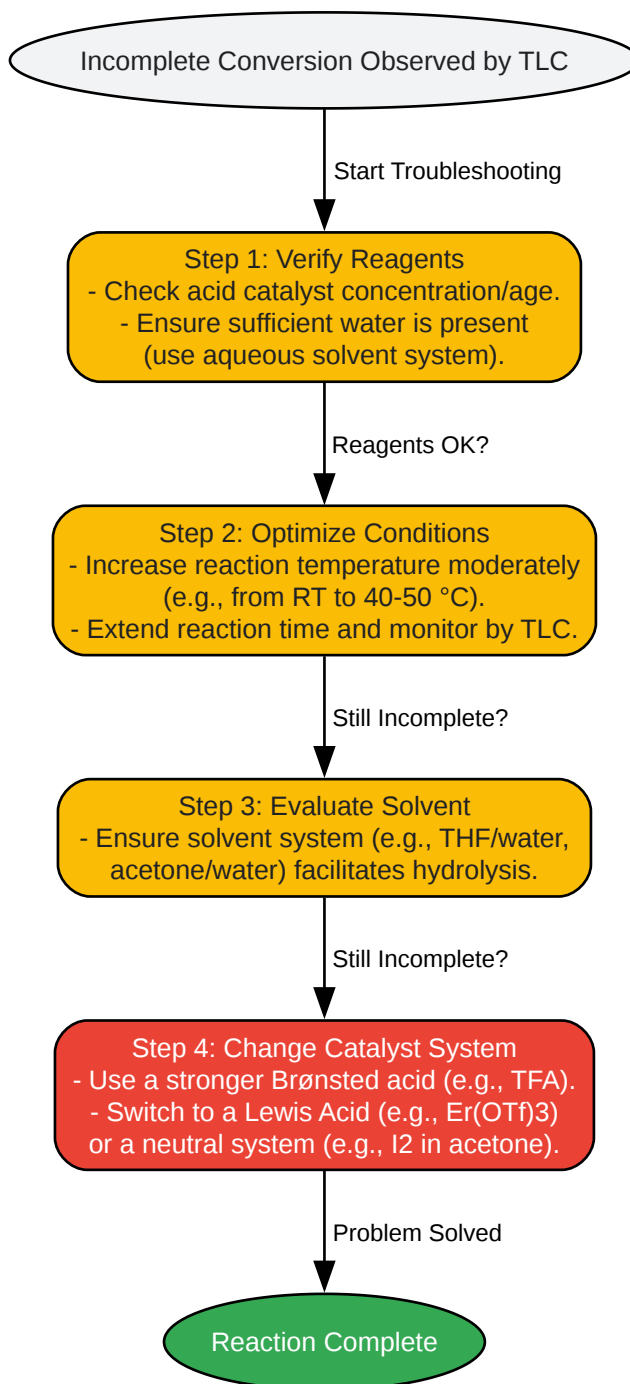 Incomplete Conversion Observed by TLC
Start Troubleshooting
Step 1: Verify Reagents
- Check acid catalyst concentration/age.
- Ensure sufficient water is present
(use aqueous solvent system).
Reagents OK?
Step 2: Optimize Conditions
- Increase reaction temperature moderately
(e.g., from RT to 40-50 °C).
- Extend reaction time and monitor by TLC.
Still Incomplete?
Step 3: Evaluate Solvent
- Ensure solvent system (e.g., THF/water,
acetone/water) facilitates hydrolysis.
Still Incomplete?
Step 4: Change Catalyst System
- Use a stronger Brønsted acid (e.g., TFA).
- Switch to a Lewis Acid (e.g., Er(OTf)3)
or a neutral system (e.g., I2 in acetone).
Problem Solved
Reaction Complete